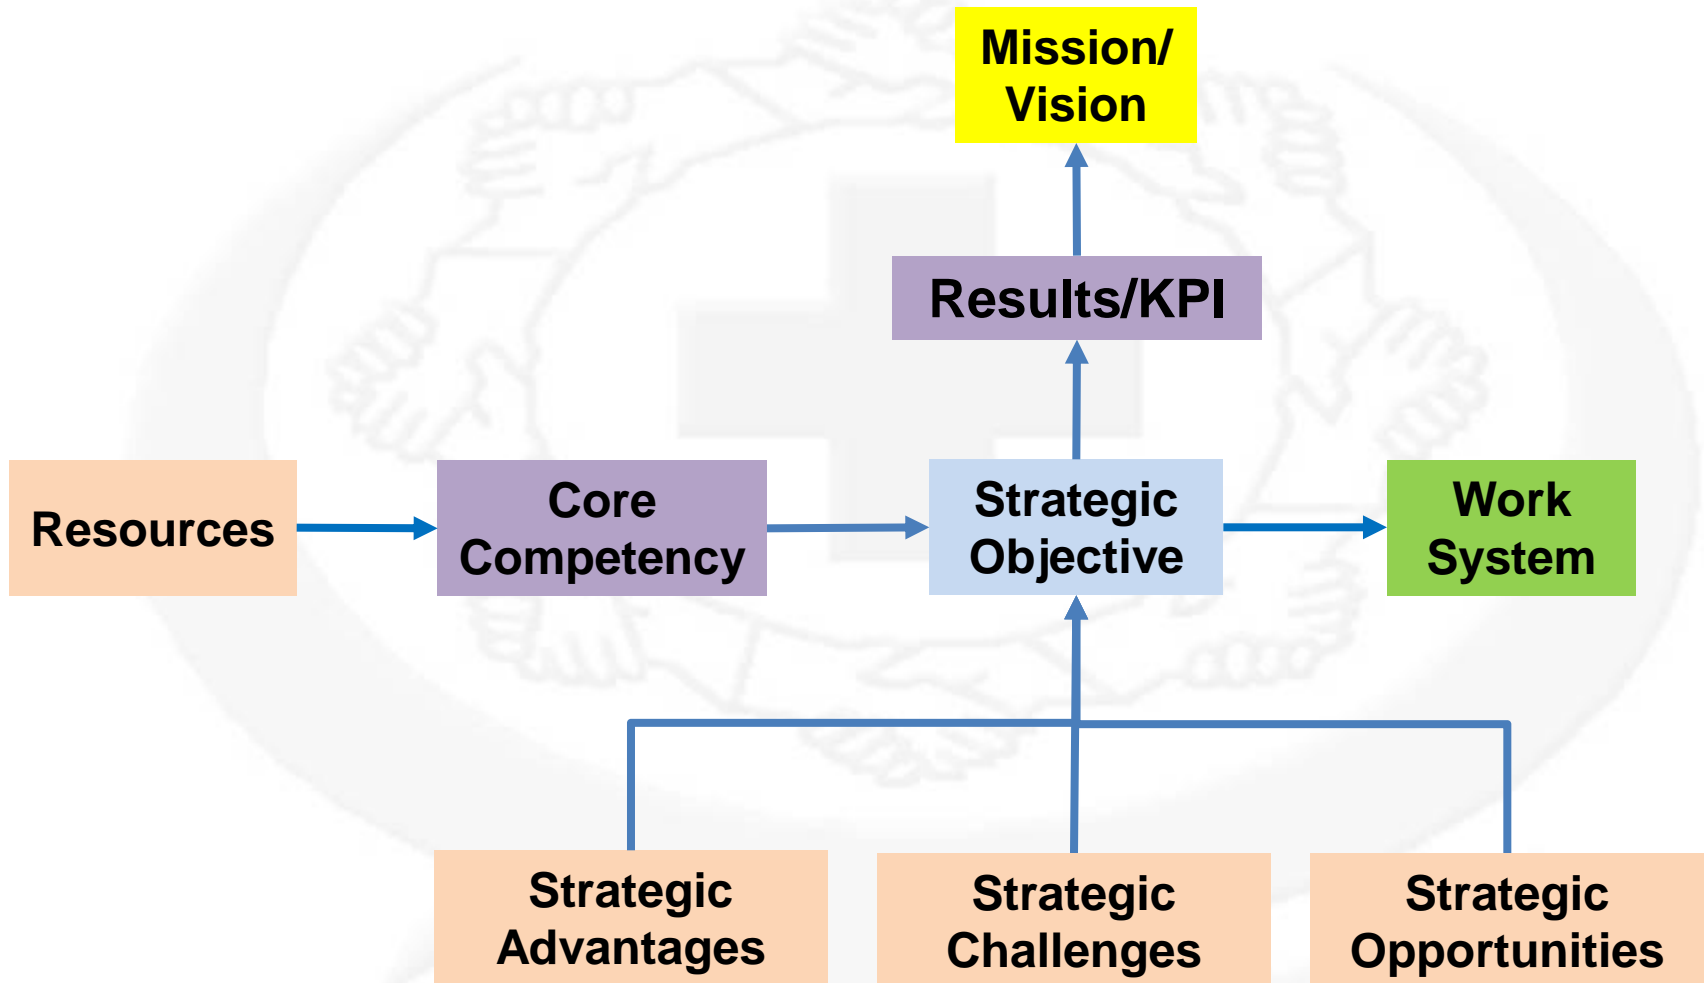 Mission/
Vision
Results/KPI
Resources
Core
Competency
Strategic
Objective
Work
System
Strategic
Advantages
Strategic
Challenges
Strategic
Opportunities